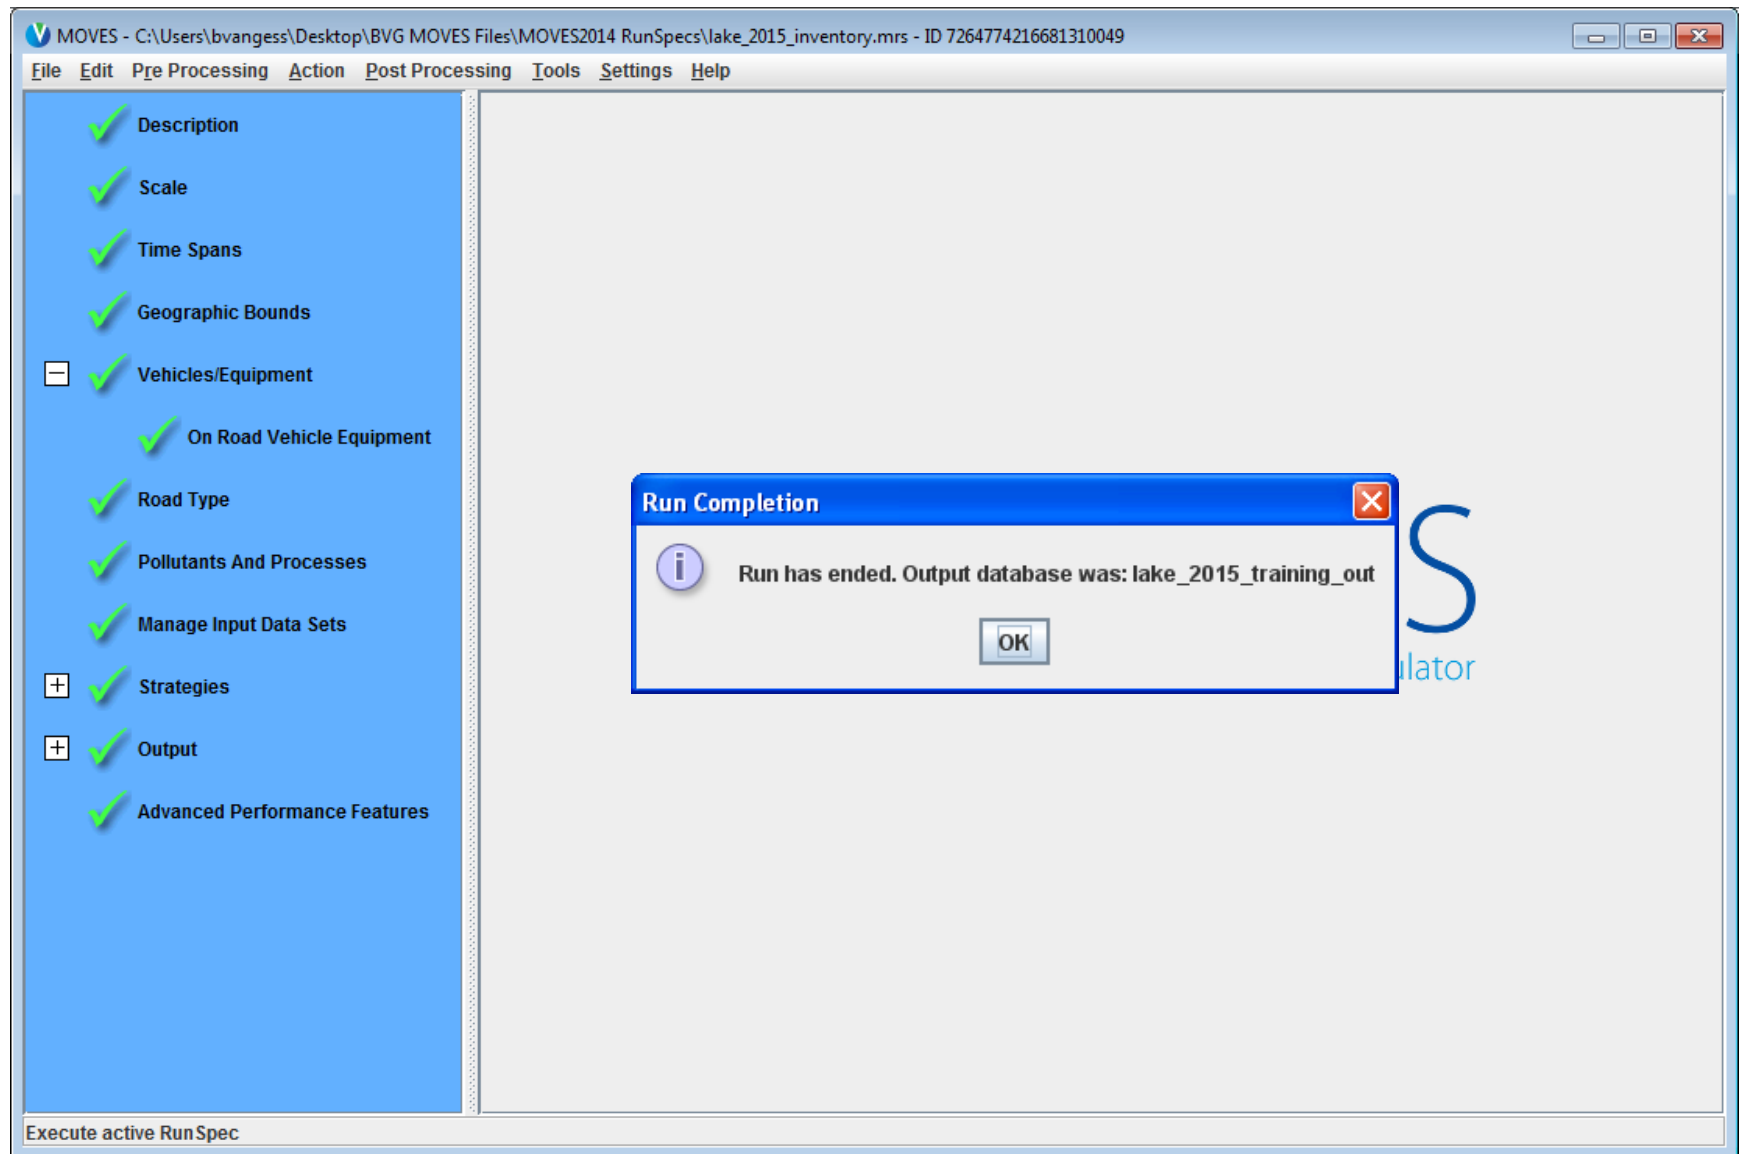 MOVES - C:\Users\bvangess\Desktop\BVG MOVES Files\MOVES2014 RunSpecs\lake_2015_inventory.mrs - ID 7264774216681310049
File Edit Pre Processing Action Post Processing Tools Settings Help
Description
Scale
Time Spans
Geographic Bounds
Vehicles/Equipment
On Road Vehicle Equipment
Road Type
Pollutants And Processes
Manage Input Data Sets
Strategies
Output
Advanced Performance Features
Run Completion
Run has ended. Output database was: lake_2015_training_out
OK
S
lator
Execute active RunSpec